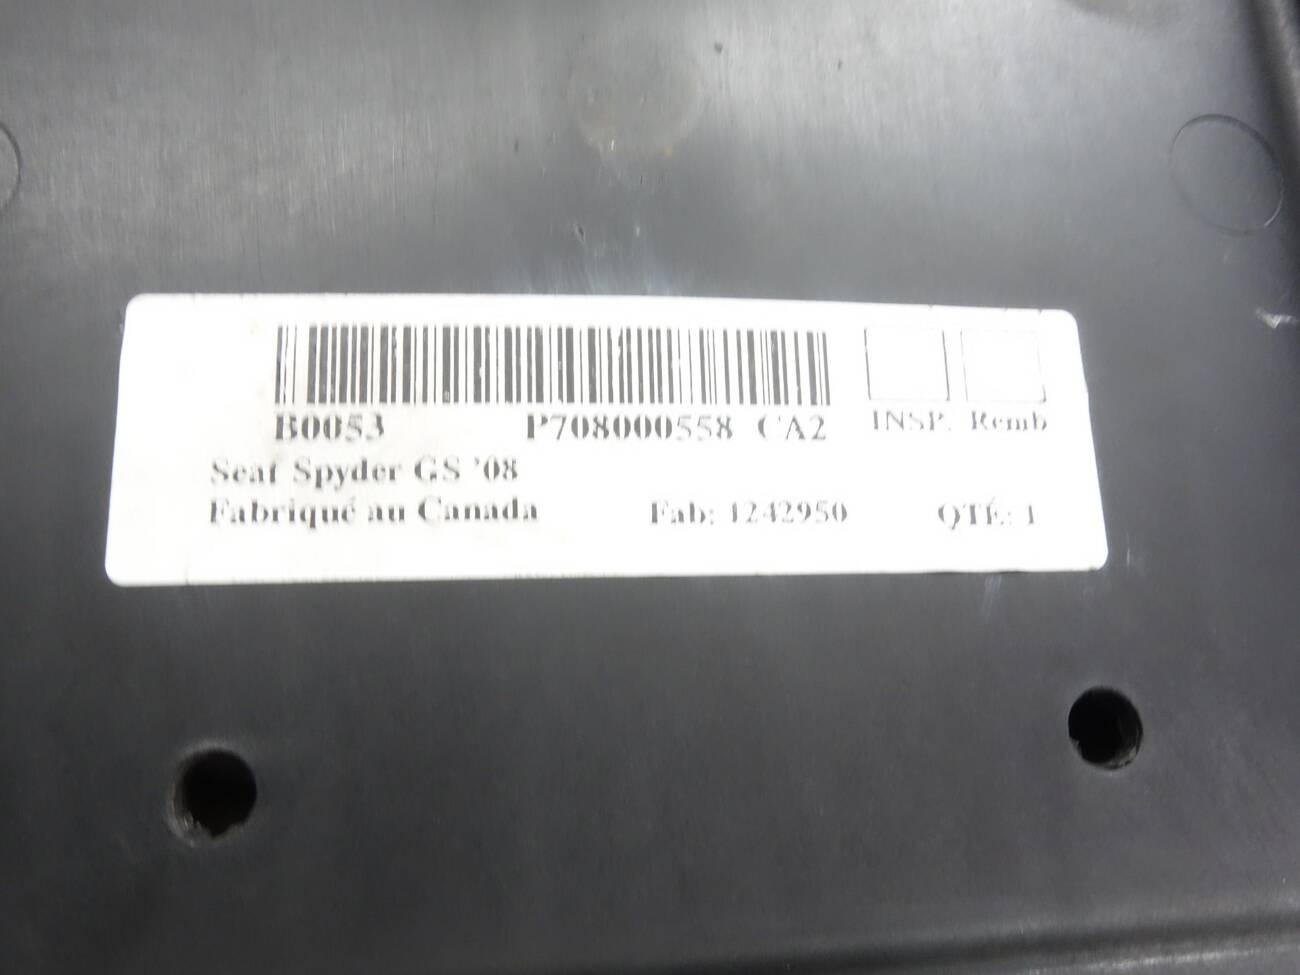 B0053 P708000558 CA2 INSP. Remb
Seat Spyder GS '08
Fabriqué au Canada Fab: 1242950 QTÉ: 1